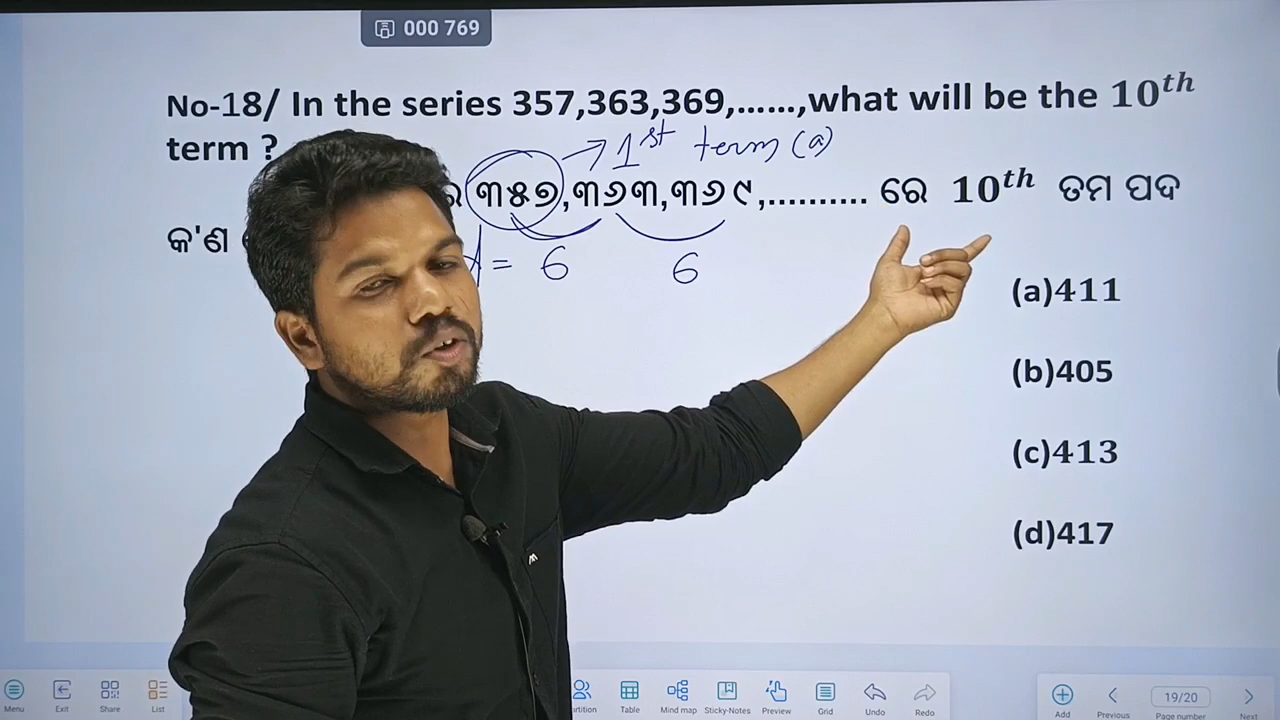 000 769
No-18/ In the series 357,363,369,......,what will be the 10th
term ?
1st term (a)
୩୫୭,୩୬୩,୩୬୯,.......... ରେ 10th ତମ ପଦ
କ'ଣ
= 6 6
(a)411
(b)405
(c)413
(d)417
Menu Exit Share List Table Mind map Sticky-Notes Preview Grid Undo Redo Add Previous 19/20 Page number Next